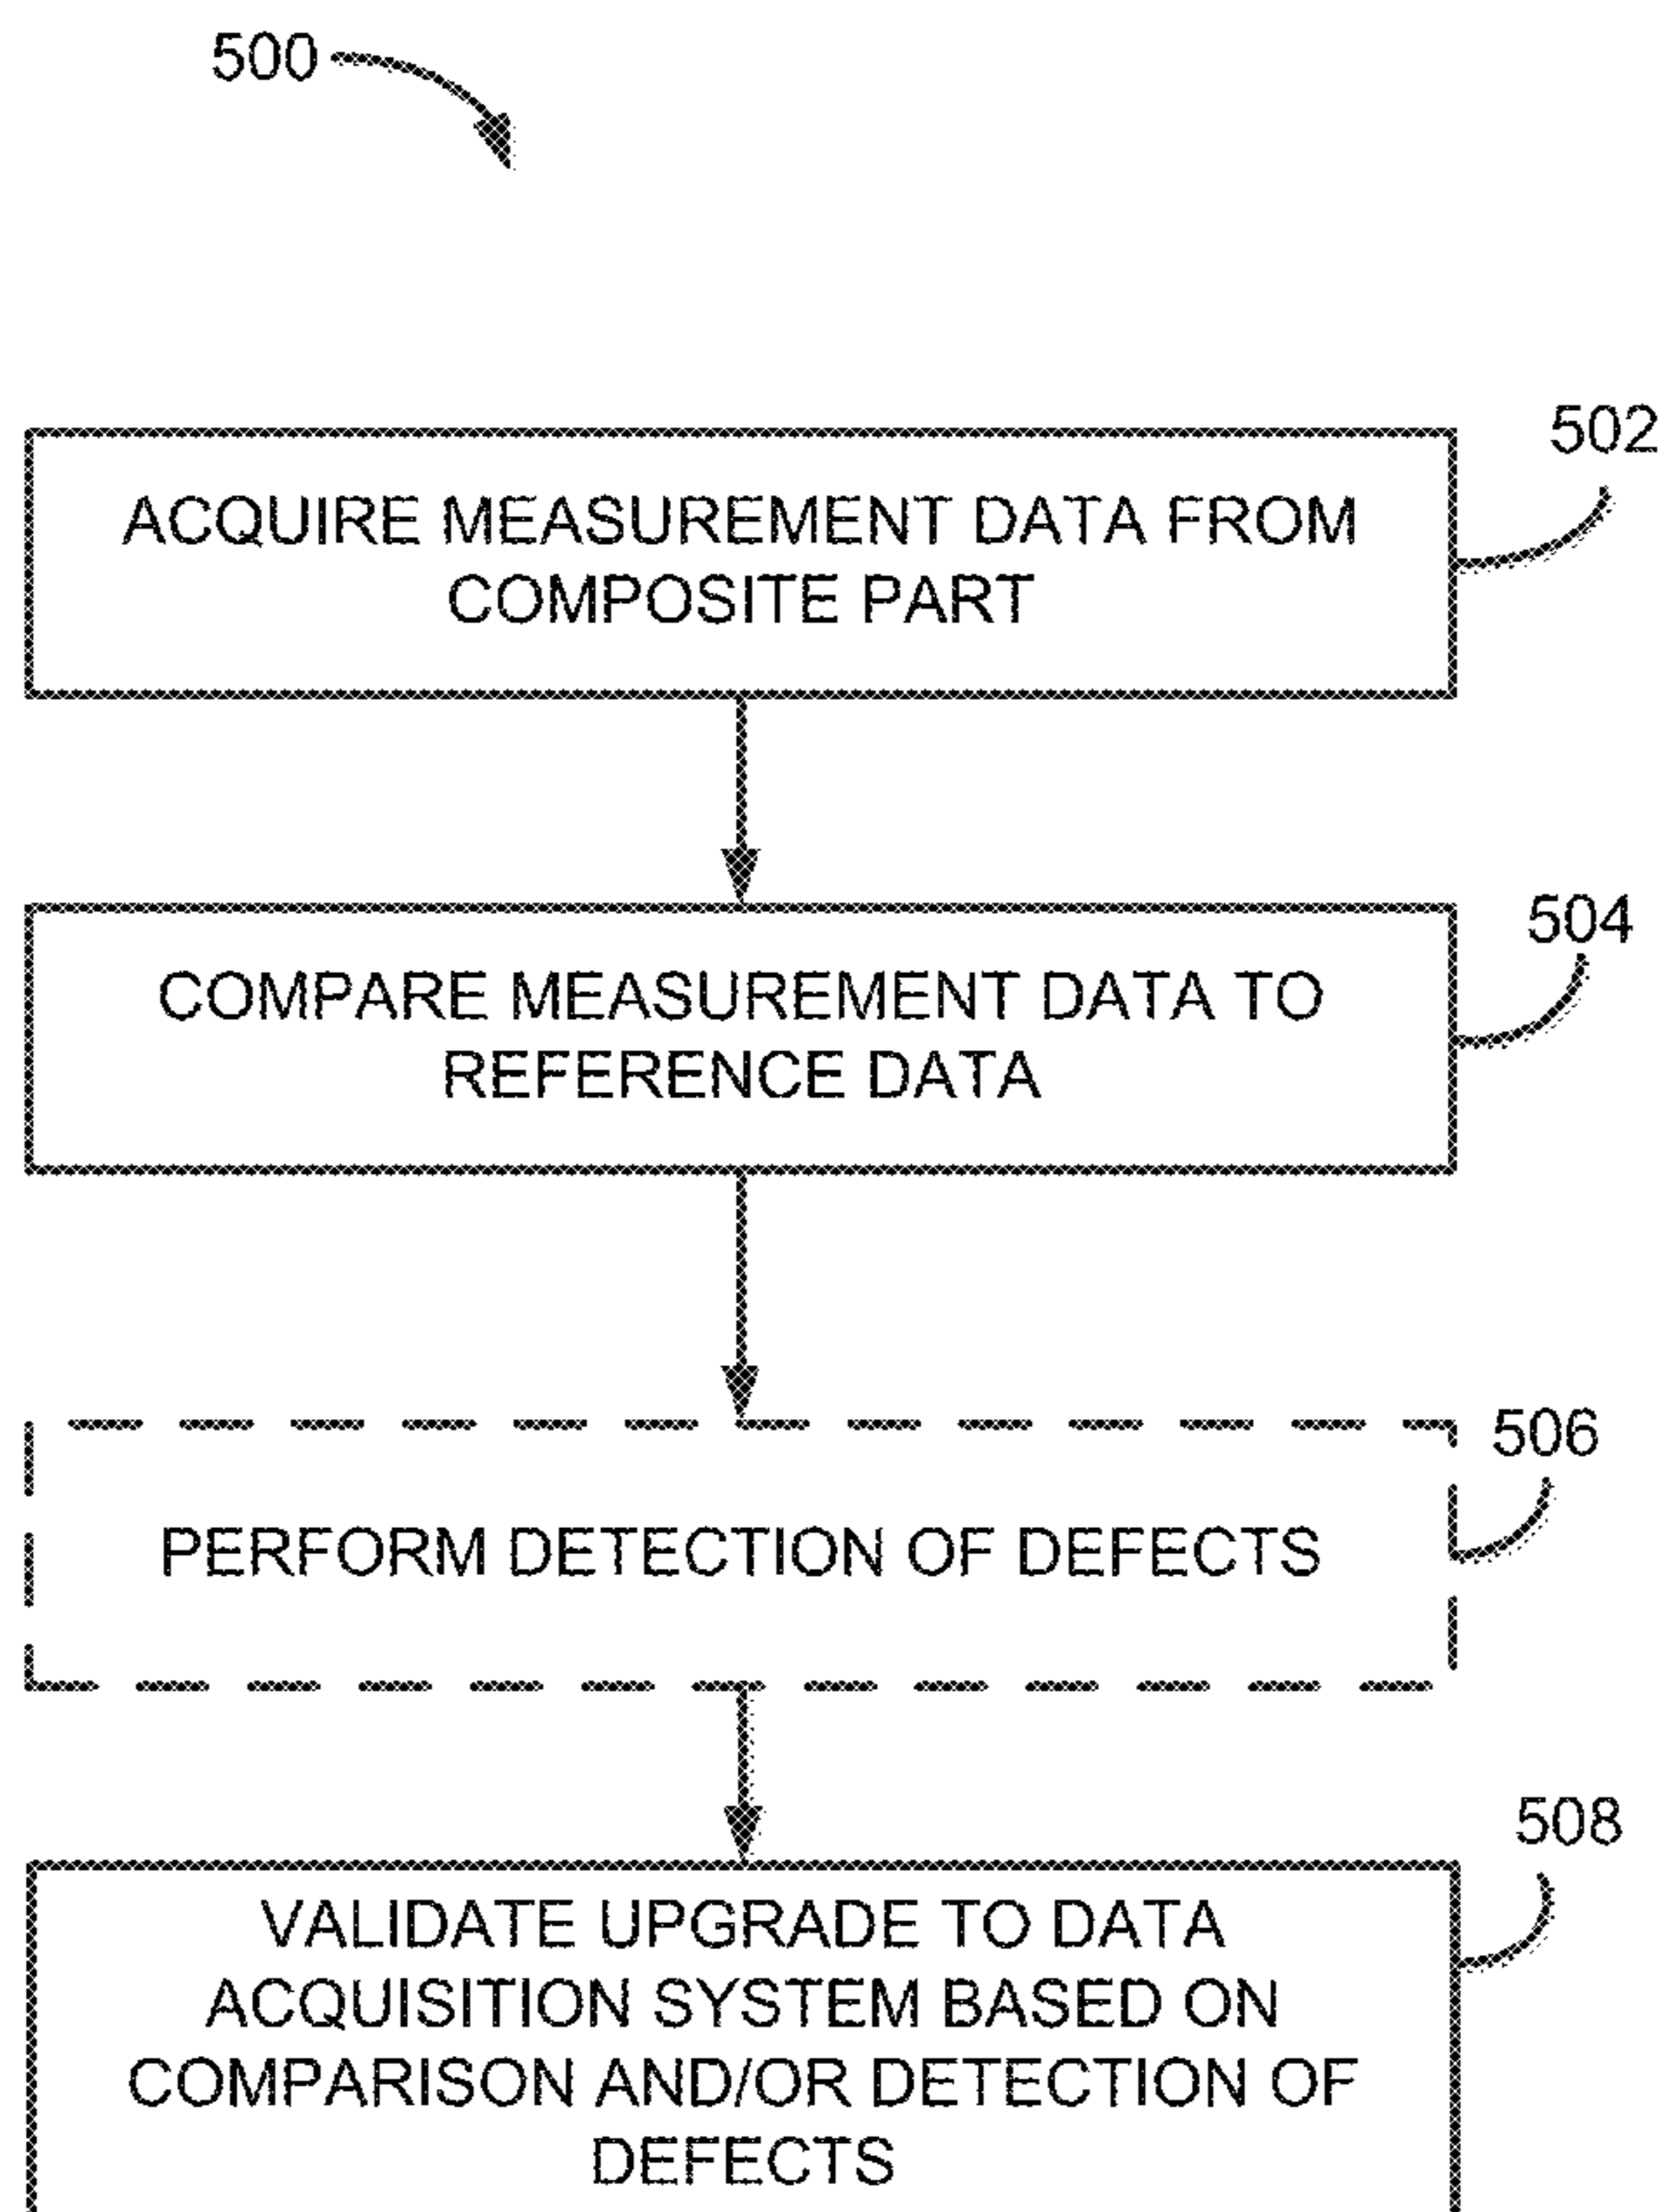 500
502
ACQUIRE MEASUREMENT DATA FROM
COMPOSITE PART
504
COMPARE MEASUREMENT DATA TO
REFERENCE DATA
506
PERFORM DETECTION OF DEFECTS
508
VALIDATE UPGRADE TO DATA
ACQUISITION SYSTEM BASED ON
COMPARISON AND/OR DETECTION OF
DEFECTS